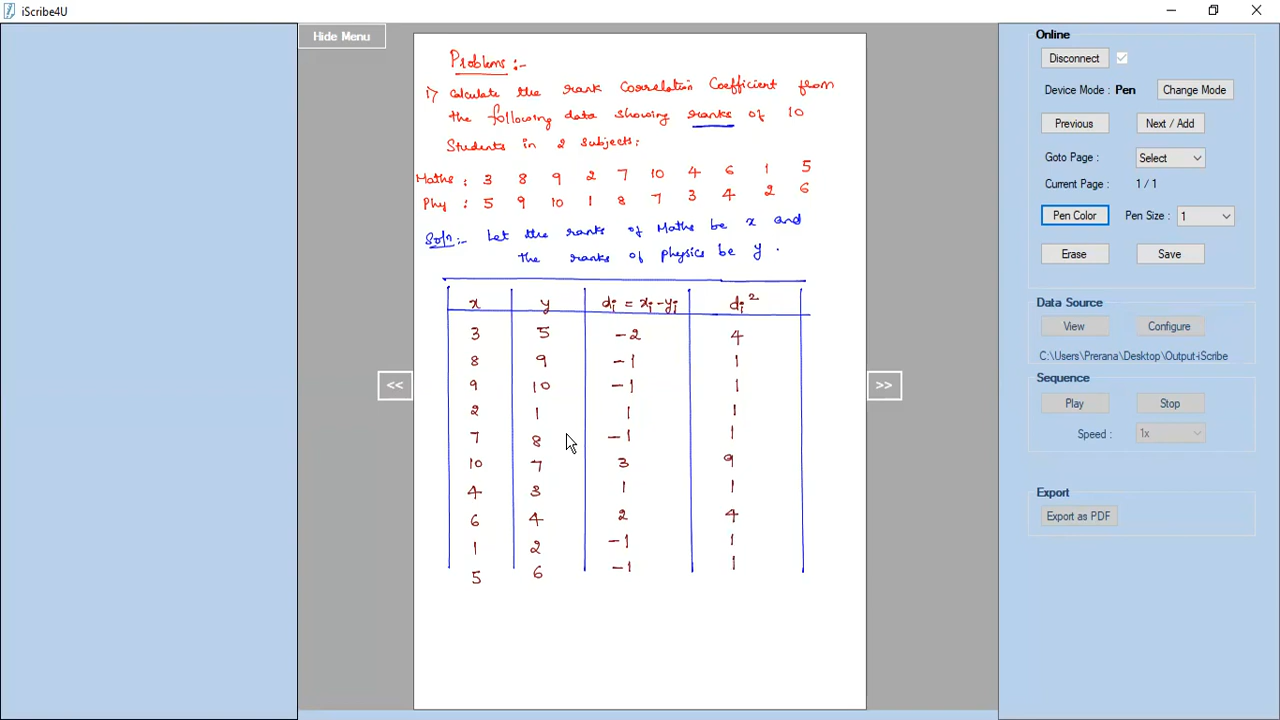 iScribe4U
Hide Menu
Problems :-
1) Calculate the rank Correlation Coefficient from
the following data showing ranks of 10
Students in 2 subjects:
Maths : 3 8 9 2 7 10 4 6 1 5
Phy : 5 9 10 1 8 7 3 4 2 6
Soln:- Let the ranks of Maths be x and
the ranks of physics be y .
x y di = xi - yi di²
3 5 -2 4
8 9 -1 1
9 10 -1 1
2 1 1 1
7 8 -1 1
10 7 3 9
4 3 1 1
6 4 2 4
1 2 -1 1
5 6 -1 1
<<
>>
Online
Disconnect
Device Mode : Pen Change Mode
Previous Next / Add
Goto Page : Select
Current Page : 1 / 1
Pen Color Pen Size : 1
Erase Save
Data Source
View Configure
C:\Users\Prerana\Desktop\Output-iScribe
Sequence
Play Stop
Speed : 1x
Export
Export as PDF